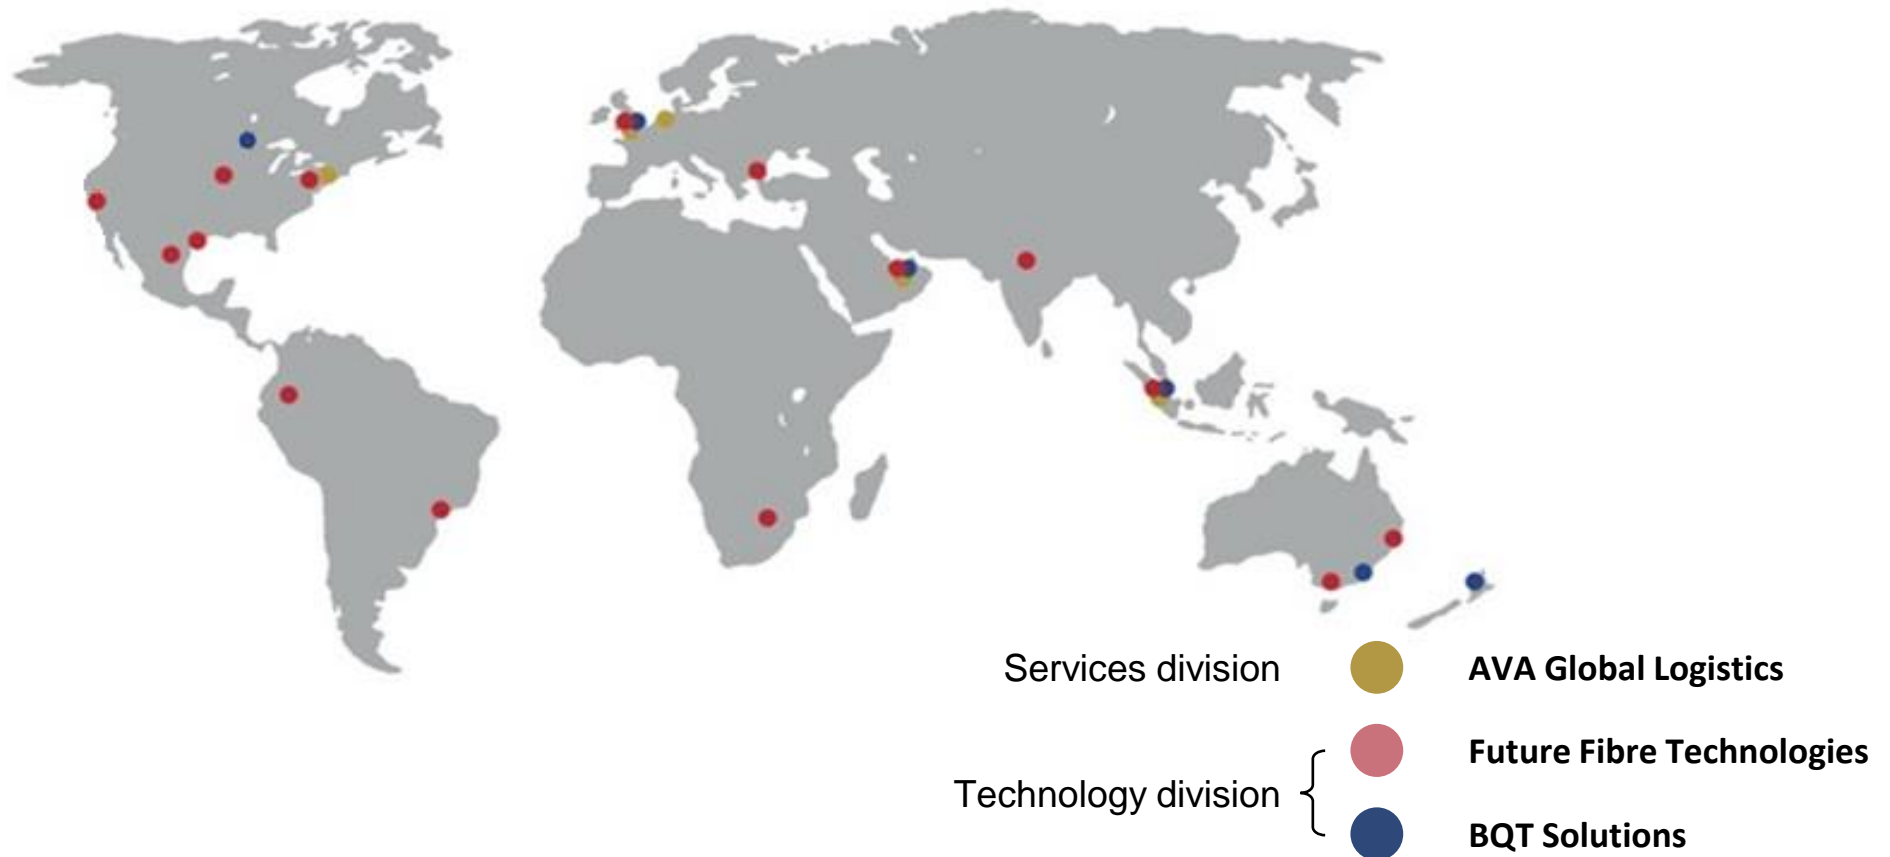 Services division
AVA Global Logistics
Future Fibre Technologies
Technology division
BQT Solutions